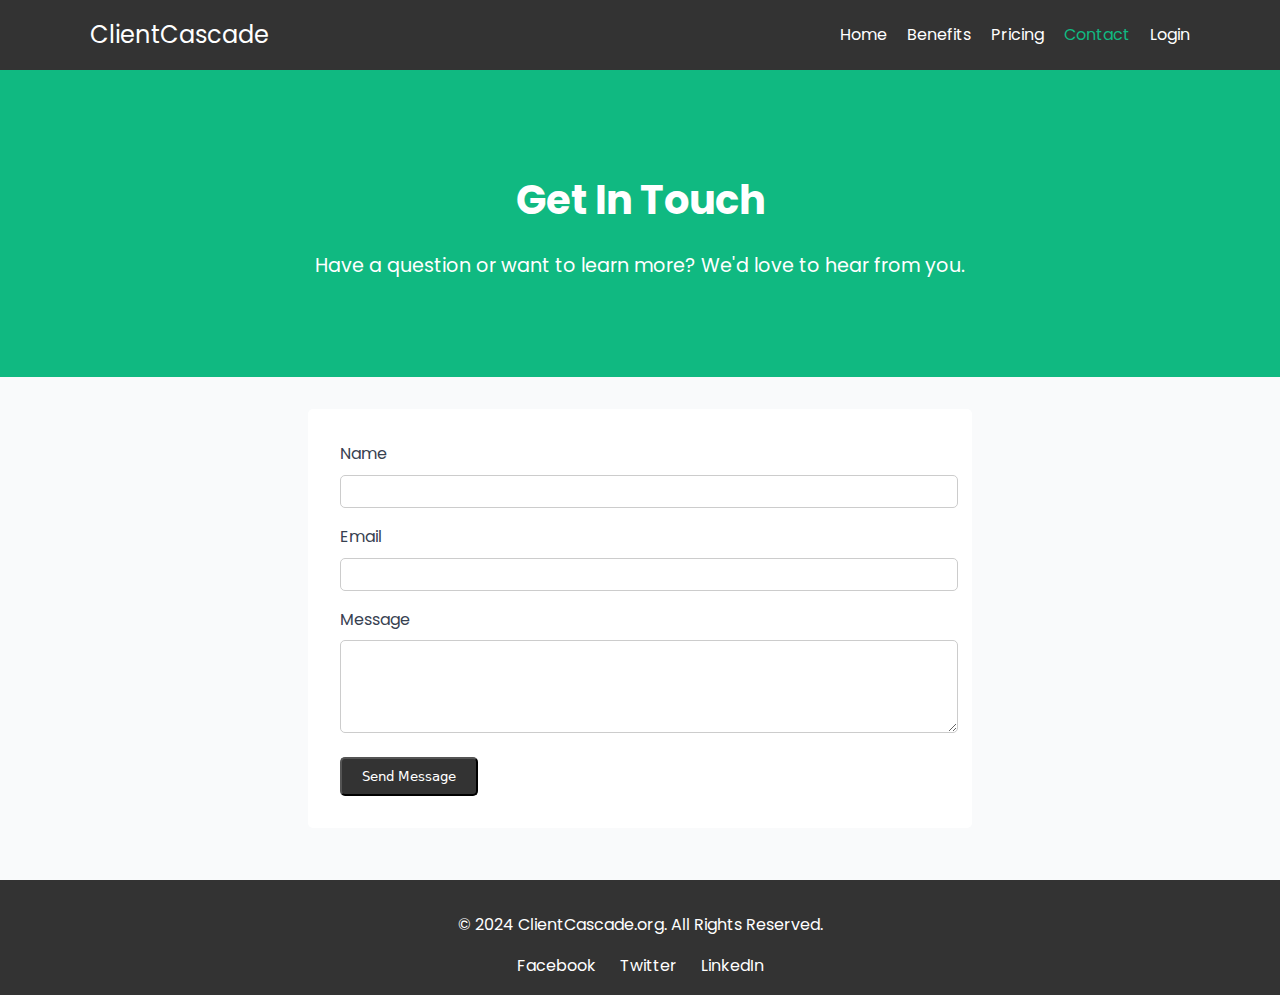 ClientCascade
Home Benefits Pricing Contact Login
Get In Touch
Have a question or want to learn more? We'd love to hear from you.
Name
Email
Message
Send Message
© 2024 ClientCascade.org. All Rights Reserved.
Facebook Twitter LinkedIn